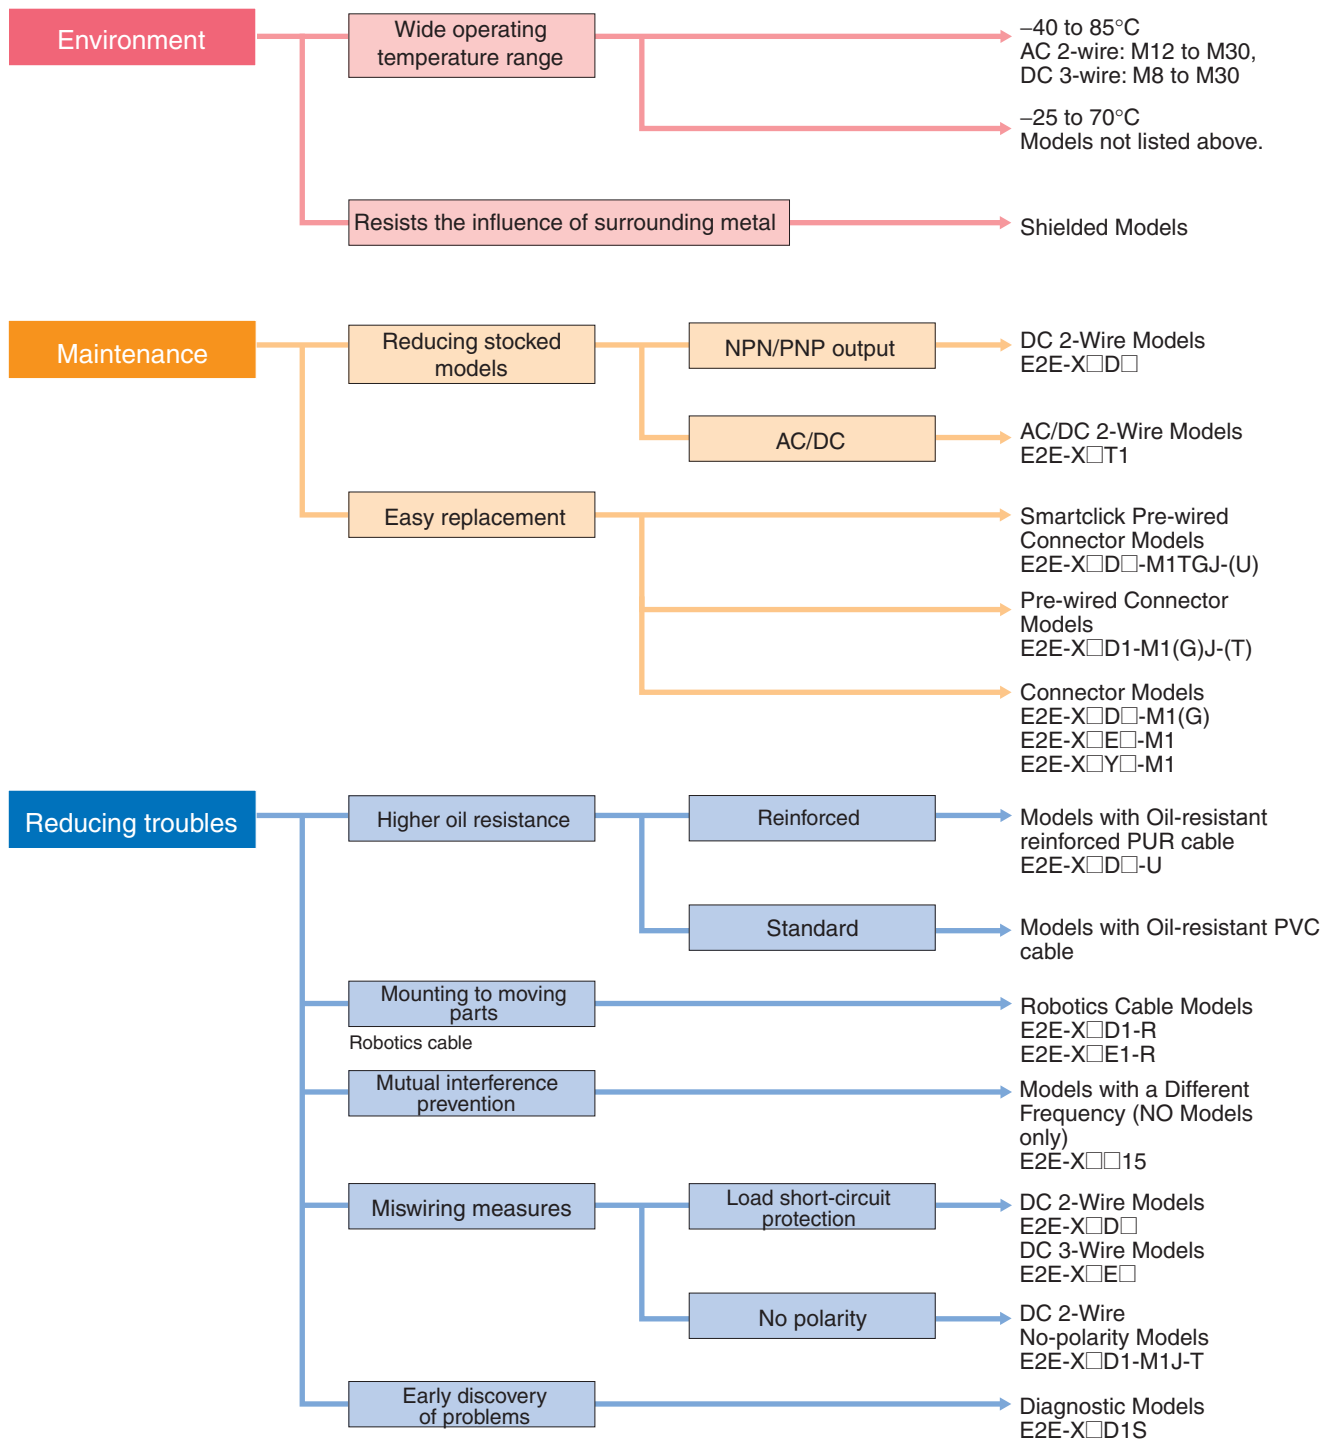 Environment
Wide operating
temperature range
–40 to 85°C
AC 2-wire: M12 to M30,
DC 3-wire: M8 to M30
–25 to 70°C
Models not listed above.
Resists the influence of surrounding metal
Shielded Models
Maintenance
Reducing stocked
models
NPN/PNP output
DC 2-Wire Models
E2E-X□D□
AC/DC
AC/DC 2-Wire Models
E2E-X□T1
Easy replacement
Smartclick Pre-wired
Connector Models
E2E-X□D□-M1TGJ-(U)
Pre-wired Connector
Models
E2E-X□D1-M1(G)J-(T)
Connector Models
E2E-X□D□-M1(G)
E2E-X□E□-M1
E2E-X□Y□-M1
Reducing troubles
Higher oil resistance
Reinforced
Models with Oil-resistant
reinforced PUR cable
E2E-X□D□-U
Standard
Models with Oil-resistant PVC
cable
Mounting to moving
parts
Robotics cable
Robotics Cable Models
E2E-X□D1-R
E2E-X□E1-R
Mutual interference
prevention
Models with a Different
Frequency (NO Models
only)
E2E-X□□15
Miswiring measures
Load short-circuit
protection
DC 2-Wire Models
E2E-X□D□
DC 3-Wire Models
E2E-X□E□
No polarity
DC 2-Wire
No-polarity Models
E2E-X□D1-M1J-T
Early discovery
of problems
Diagnostic Models
E2E-X□D1S